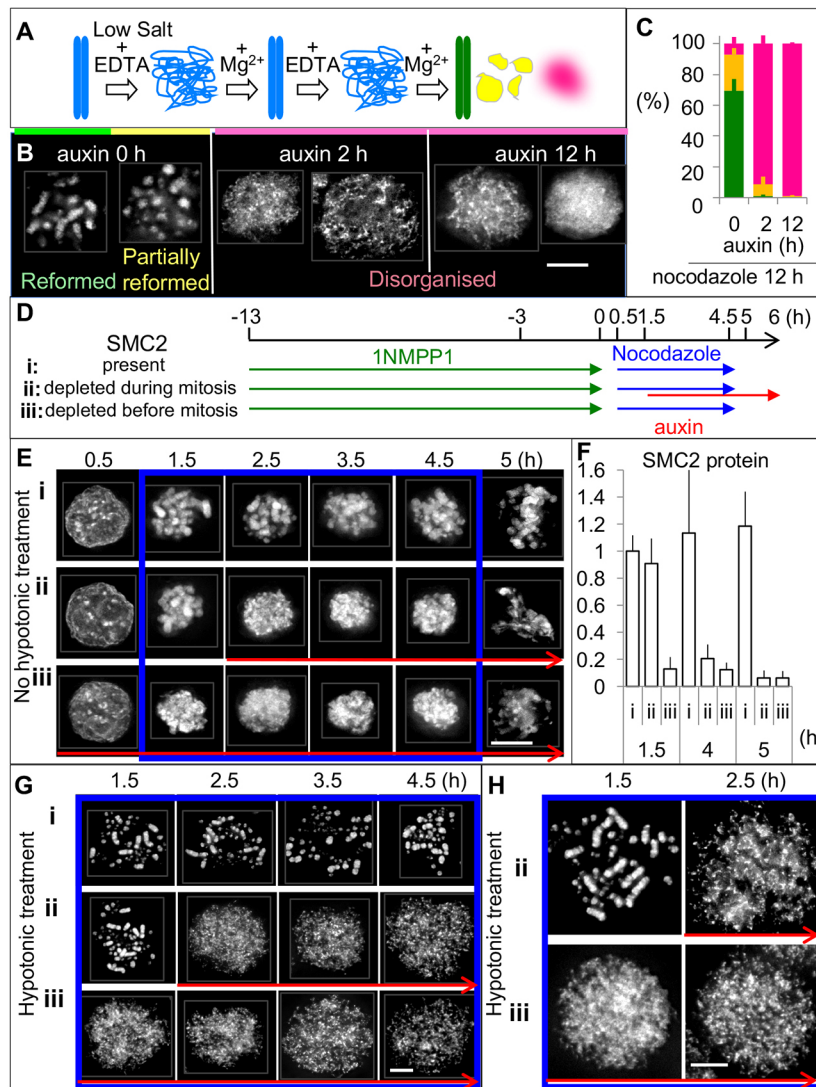 A
Low Salt
+ + + +
EDTA Mg2+ EDTA Mg2+
B
auxin 0 h auxin 2 h auxin 12 h
Reformed
Partially
reformed
Disorganised
C
100
80
(%)
60
40
20
0
0 2 12
auxin (h)
nocodazole 12 h
D
-13 -3 0 0.5 1.5 4.5 5 6 (h)
SMC2
1NMPP1 Nocodazole
i: present
ii: depleted during mitosis
iii: depleted before mitosis
auxin
E
0.5 1.5 2.5 3.5 4.5 5 (h)
No hypotonic treatment
i
ii
iii
F
SMC2 protein
1.6
1.4
1.2
1
0.8
0.6
0.4
0.2
0
i ii iii i ii iii i ii iii
1.5 4 5 (h
G
1.5 2.5 3.5 4.5 (h)
Hypotonic treatment
i
ii
iii
H
1.5 2.5 (h)
Hypotonic treatment
ii
iii